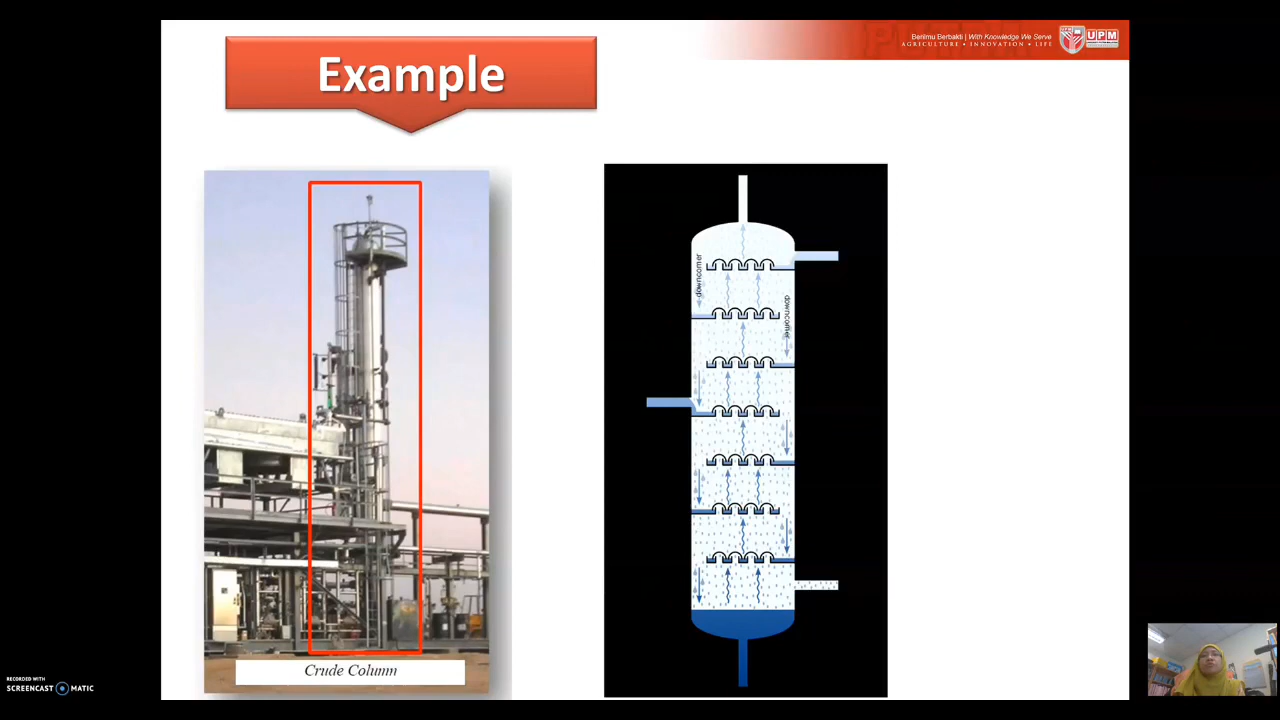 Berilmu Berbakti | With Knowledge We Serve
AGRICULTURE • INNOVATION • LIFE
UPM
Example
downcomer
downcomer
Crude Column
RECORDED WITH
SCREENCAST MATIC